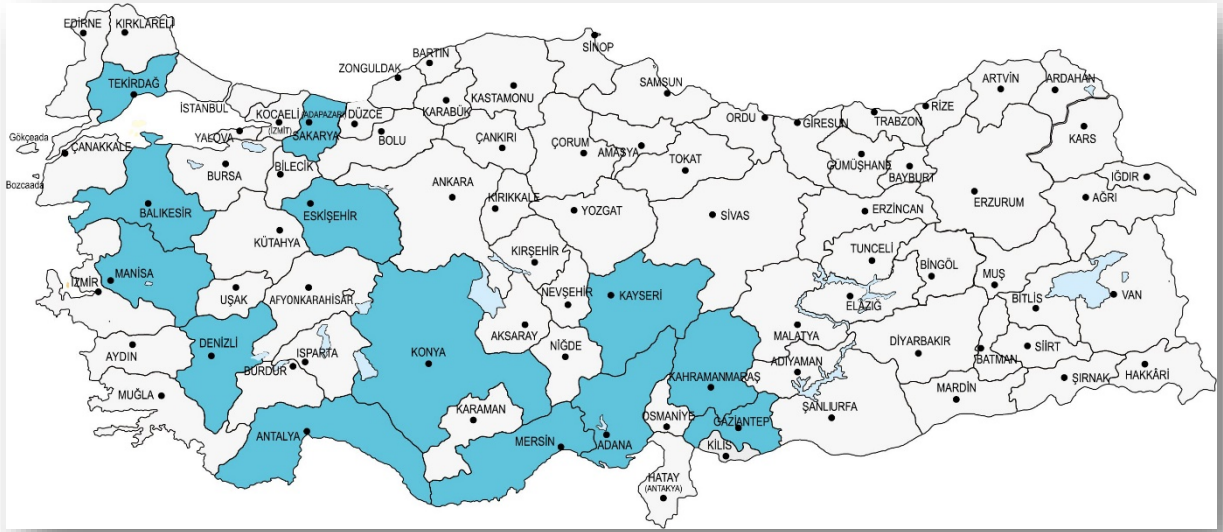 EDİRNE
KIRKLARELİ
TEKİRDAĞ
İSTANBUL
KOCAELİ
(İZMİT)
ADAPAZARI
SAKARYA
DÜZCE
ZONGULDAK
BARTIN
KARABÜK
KASTAMONU
SİNOP
SAMSUN
ORDU
GİRESUN
TRABZON
RİZE
ARTVİN
ARDAHAN
KARS
Gökçeada
ÇANAKKALE
Bozcaada
YALOVA
BURSA
BİLECİK
BOLU
ÇANKIRI
ÇORUM
AMASYA
TOKAT
GÜMÜŞHANE
BAYBURT
ERZURUM
IĞDIR
AĞRI
BALIKESİR
KÜTAHYA
ESKİŞEHİR
ANKARA
KIRIKKALE
YOZGAT
SİVAS
ERZİNCAN
TUNCELİ
BİNGÖL
MUŞ
BİTLİS
VAN
İZMİR
MANİSA
UŞAK
AFYONKARAHİSAR
KIRŞEHİR
NEVŞEHİR
KAYSERİ
MALATYA
ELAZIĞ
DİYARBAKIR
BATMAN
SİİRT
ŞIRNAK
HAKKÂRİ
AYDIN
DENİZLİ
BURDUR
ISPARTA
KONYA
AKSARAY
NİĞDE
KAHRAMANMARAŞ
ADIYAMAN
ŞANLIURFA
MARDİN
MUĞLA
ANTALYA
KARAMAN
MERSİN
ADANA
OSMANİYE
GAZİANTEP
KİLİS
HATAY
(ANTAKYA)